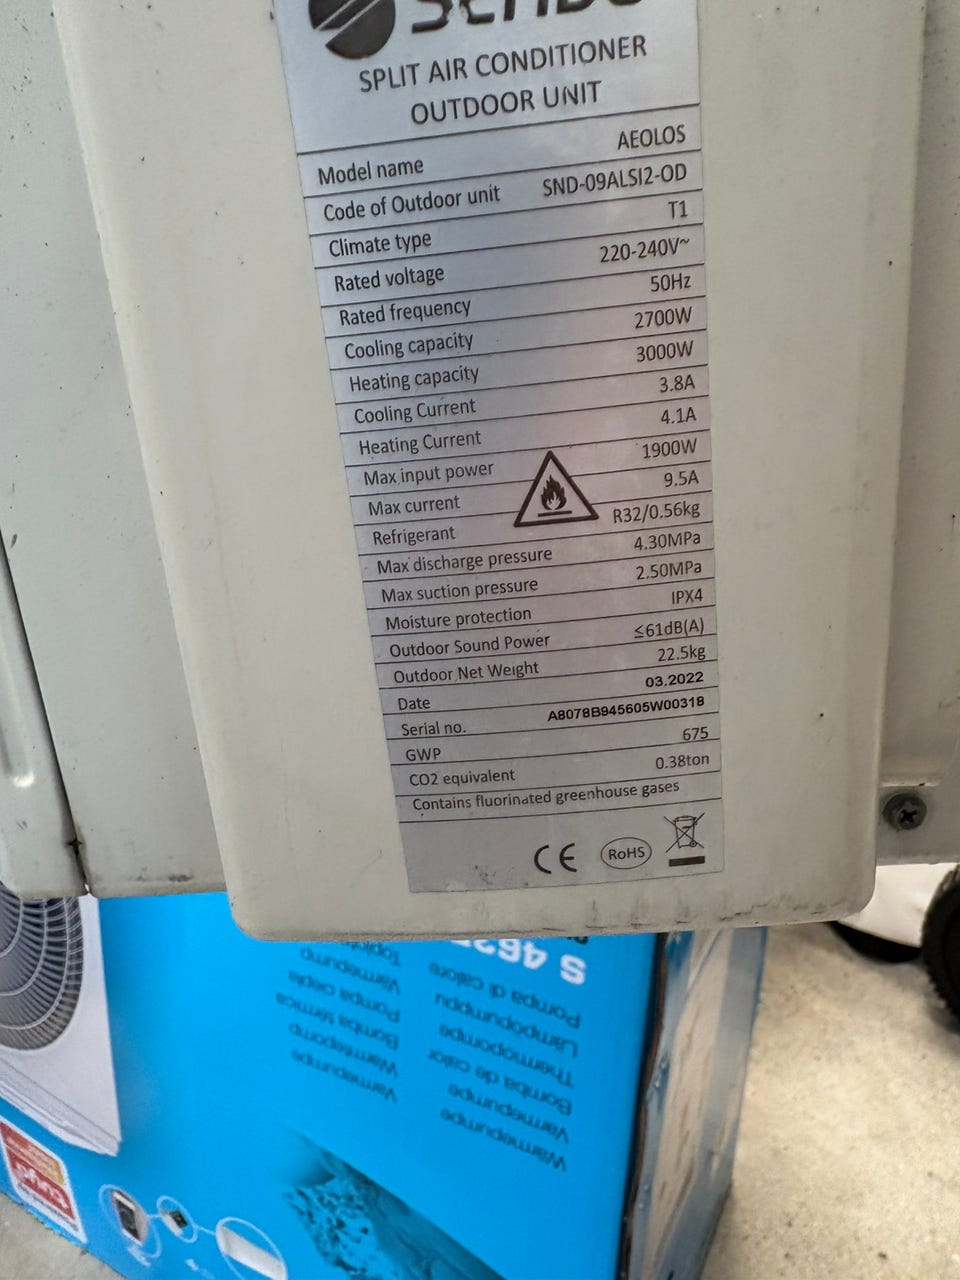 SPLIT AIR CONDITIONER
OUTDOOR UNIT
Model name AEOLOS
Code of Outdoor unit SND-09ALSI2-OD
Climate type T1
Rated voltage 220-240V~
Rated frequency 50Hz
Cooling capacity 2700W
Heating capacity 3000W
Cooling Current 3.8A
Heating Current 4.1A
Max input power 1900W
Max current 9.5A
Refrigerant R32/0.56kg
Max discharge pressure 4.30MPa
Max suction pressure 2.50MPa
Moisture protection IPX4
Outdoor Sound Power ≤61dB(A)
Outdoor Net Weight 22.5kg
Date 03.2022
Serial no. A8078B945605W00318
GWP 675
CO2 equivalent 0.38ton
Contains fluorinated greenhouse gases
CE RoHS
Wärmepumpe
Varmepumpe
Bomba de calor
Thermopompe
Lämpöpumppu
Pompa di calore
Varmepumpe
Warmtepomp
Bomba térmica
Pompa ciepła
Värmepump